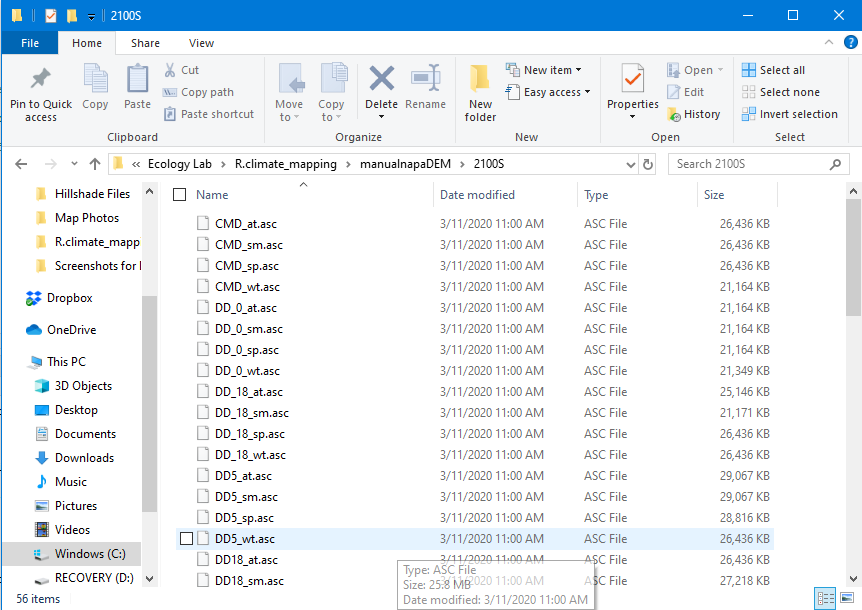 2100S
File Home Share View
Pin to Quick access
Copy
Paste
Cut
Copy path
Paste shortcut
Clipboard
Move to
Copy to
Delete
Rename
Organize
New folder
New item
Easy access
New
Properties
Open
Edit
History
Open
Select all
Select none
Invert selection
Select
« Ecology Lab › R.climate_mapping › manualnapaDEM › 2100S
Search 2100S
Hillshade Files
Map Photos
R.climate_mapp
Screenshots for
Dropbox
OneDrive
This PC
3D Objects
Desktop
Documents
Downloads
Music
Pictures
Videos
Windows (C:)
RECOVERY (D:)
Name Date modified Type Size
CMD_at.asc 3/11/2020 11:00 AM ASC File 26,436 KB
CMD_sm.asc 3/11/2020 11:00 AM ASC File 26,436 KB
CMD_sp.asc 3/11/2020 11:00 AM ASC File 26,436 KB
CMD_wt.asc 3/11/2020 11:00 AM ASC File 21,164 KB
DD_0_at.asc 3/11/2020 11:00 AM ASC File 21,164 KB
DD_0_sm.asc 3/11/2020 11:00 AM ASC File 21,164 KB
DD_0_sp.asc 3/11/2020 11:00 AM ASC File 21,164 KB
DD_0_wt.asc 3/11/2020 11:00 AM ASC File 21,349 KB
DD_18_at.asc 3/11/2020 11:00 AM ASC File 25,146 KB
DD_18_sm.asc 3/11/2020 11:00 AM ASC File 21,171 KB
DD_18_sp.asc 3/11/2020 11:00 AM ASC File 26,436 KB
DD_18_wt.asc 3/11/2020 11:00 AM ASC File 26,436 KB
DD5_at.asc 3/11/2020 11:00 AM ASC File 29,067 KB
DD5_sm.asc 3/11/2020 11:00 AM ASC File 29,067 KB
DD5_sp.asc 3/11/2020 11:00 AM ASC File 28,816 KB
DD5_wt.asc 3/11/2020 11:00 AM ASC File 26,436 KB
DD18_at.asc 3/11/2020 11:00 AM ASC File 26,436 KB
DD18_sm.asc 3/11/2020 11:00 AM ASC File 27,218 KB
Type: ASC File
Size: 25.8 MB
Date modified: 3/11/2020 11:00 AM
56 items